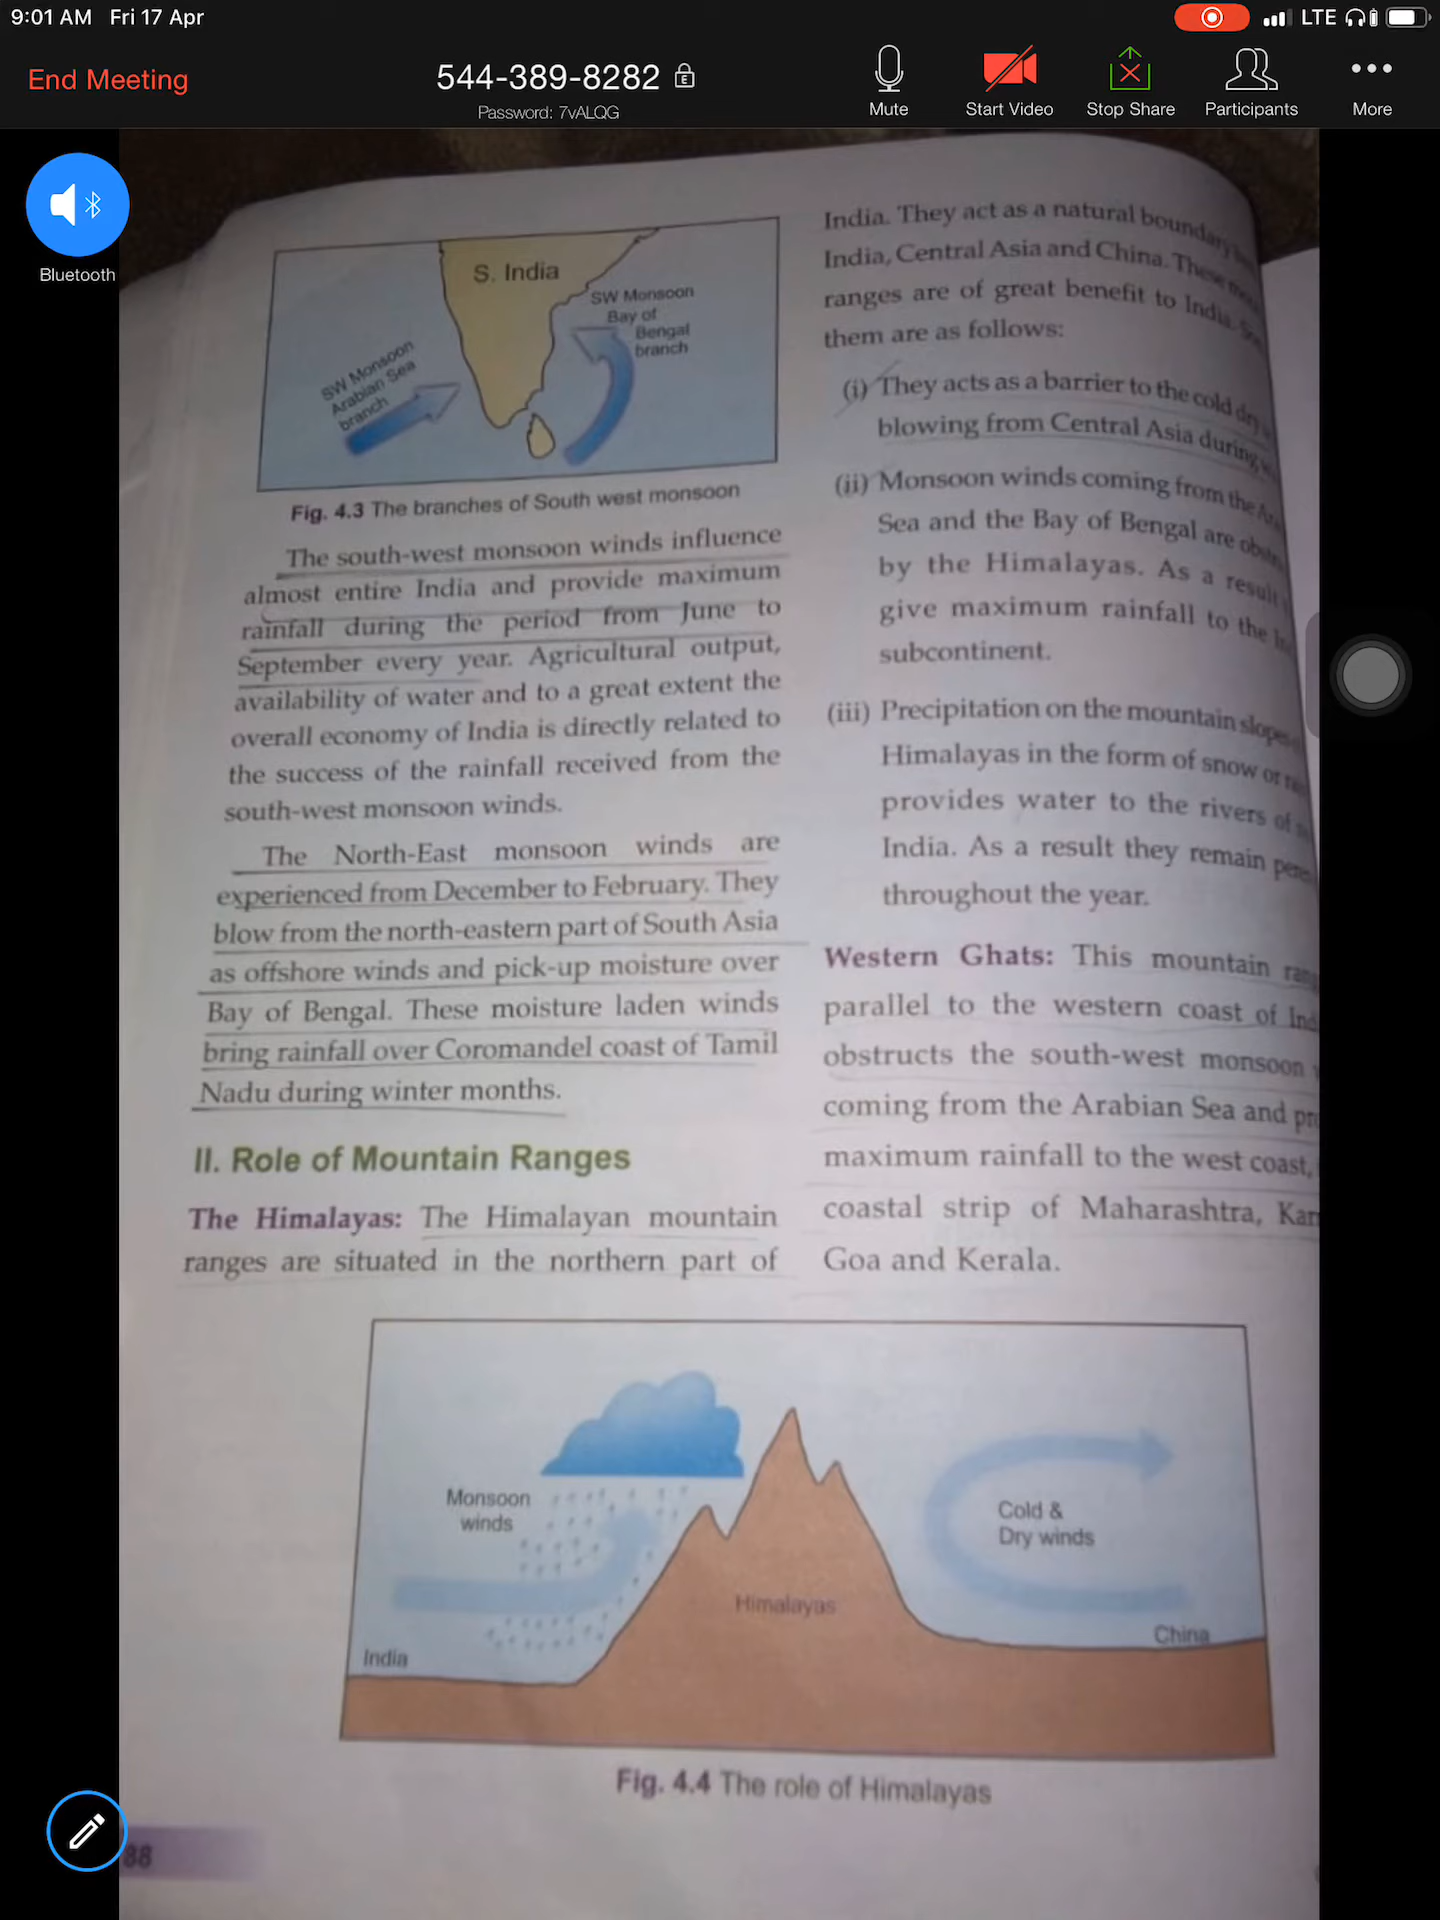 9:01 AM Fri 17 Apr
LTE
End Meeting
544-389-8282
Password: 7vALQG
Mute
Start Video
Stop Share
Participants
More
Bluetooth
S. India
SW Monsoon
Bay of
Bengal
branch
SW Monsoon
Arabian Sea
branch
Fig. 4.3 The branches of South west monsoon
The south-west monsoon winds influence
almost entire India and provide maximum
rainfall during the period from June to
September every year. Agricultural output,
availability of water and to a great extent the
overall economy of India is directly related to
the success of the rainfall received from the
south-west monsoon winds.
The North-East monsoon winds are
experienced from December to February. They
blow from the north-eastern part of South Asia
as offshore winds and pick-up moisture over
Bay of Bengal. These moisture laden winds
bring rainfall over Coromandel coast of Tamil
Nadu during winter months.
II. Role of Mountain Ranges
The Himalayas: The Himalayan mountain
ranges are situated in the northern part of
India. They act as a natural boundary
India, Central Asia and China. These
ranges are of great benefit to India.
them are as follows:
(i) They acts as a barrier to the cold dry
blowing from Central Asia during
(ii) Monsoon winds coming from the
Sea and the Bay of Bengal are
by the Himalayas. As a result
give maximum rainfall to the
subcontinent.
(iii) Precipitation on the mountain slopes
Himalayas in the form of snow or
provides water to the rivers of
India. As a result they remain
throughout the year.
Western Ghats: This mountain
parallel to the western coast of
obstructs the south-west monsoon
coming from the Arabian Sea and
maximum rainfall to the west coast,
coastal strip of Maharashtra,
Goa and Kerala.
Monsoon
winds
Cold &
Dry winds
Himalayas
China
India
Fig. 4.4 The role of Himalayas
88